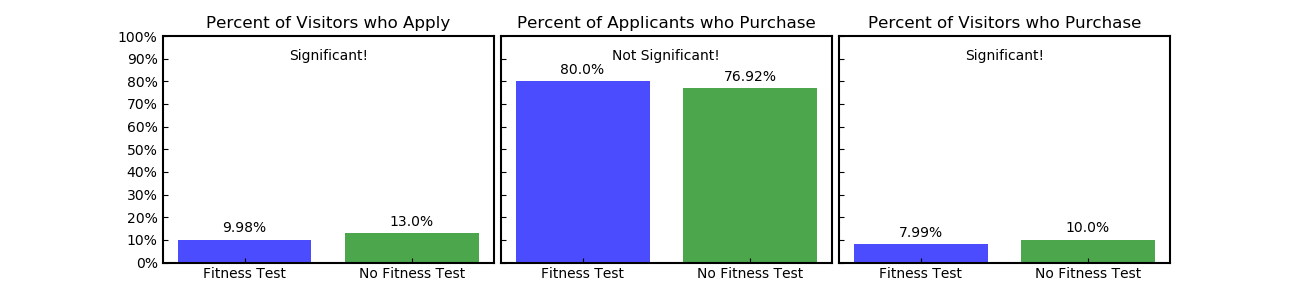 Percent of Visitors who Apply
Percent of Applicants who Purchase
Percent of Visitors who Purchase
100%
90%
80%
70%
60%
50%
40%
30%
20%
10%
0%
Significant!
9.98%
13.0%
Fitness Test
No Fitness Test
Not Significant!
80.0%
76.92%
Fitness Test
No Fitness Test
Significant!
7.99%
10.0%
Fitness Test
No Fitness Test